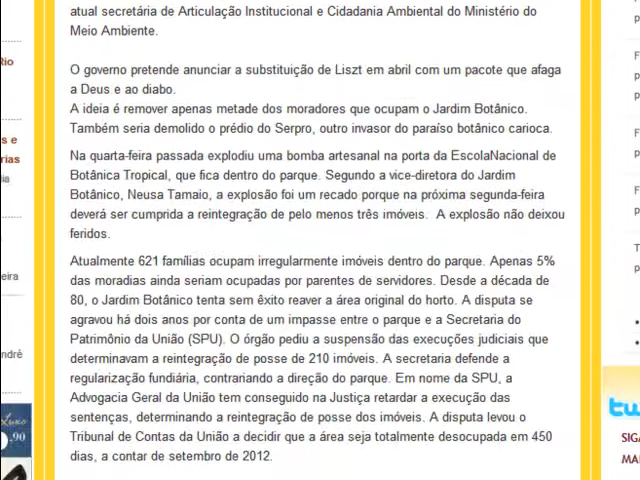 atual secretária de Articulação Institucional e Cidadania Ambiental do Ministério do
Meio Ambiente.
O governo pretende anunciar a substituição de Liszt em abril com um pacote que afaga
a Deus e ao diabo.
A ideia é remover apenas metade dos moradores que ocupam o Jardim Botânico.
Também seria demolido o prédio do Serpro, outro invasor do paraíso botânico carioca.
Na quarta-feira passada explodiu uma bomba artesanal na porta da EscolaNacional de
Botânica Tropical, que fica dentro do parque. Segundo a vice-diretora do Jardim
Botânico, Neusa Tamaio, a explosão foi um recado porque na próxima segunda-feira
deverá ser cumprida a reintegração de pelo menos três imóveis. A explosão não deixou
feridos.
Atualmente 621 famílias ocupam irregularmente imóveis dentro do parque. Apenas 5%
das moradias ainda seriam ocupadas por parentes de servidores. Desde a década de
80, o Jardim Botânico tenta sem êxito reaver a área original do horto. A disputa se
agravou há dois anos por conta de um impasse entre o parque e a Secretaria do
Patrimônio da União (SPU). O órgão pediu a suspensão das execuções judiciais que
determinavam a reintegração de posse de 210 imóveis. A secretaria defende a
regularização fundiária, contrariando a direção do parque. Em nome da SPU, a
Advogacia Geral da União tem conseguido na Justiça retardar a execução das
sentenças, determinando a reintegração de posse dos imóveis. A disputa levou o
Tribunal de Contas da União a decidir que a área seja totalmente desocupada em 450
dias, a contar de setembro de 2012.
Rio
s e
rias
ia
eira
ndré
Luxo
,90
F
p
F
p
p
F
p
F
p
T
p
tw
SIGA
MAI